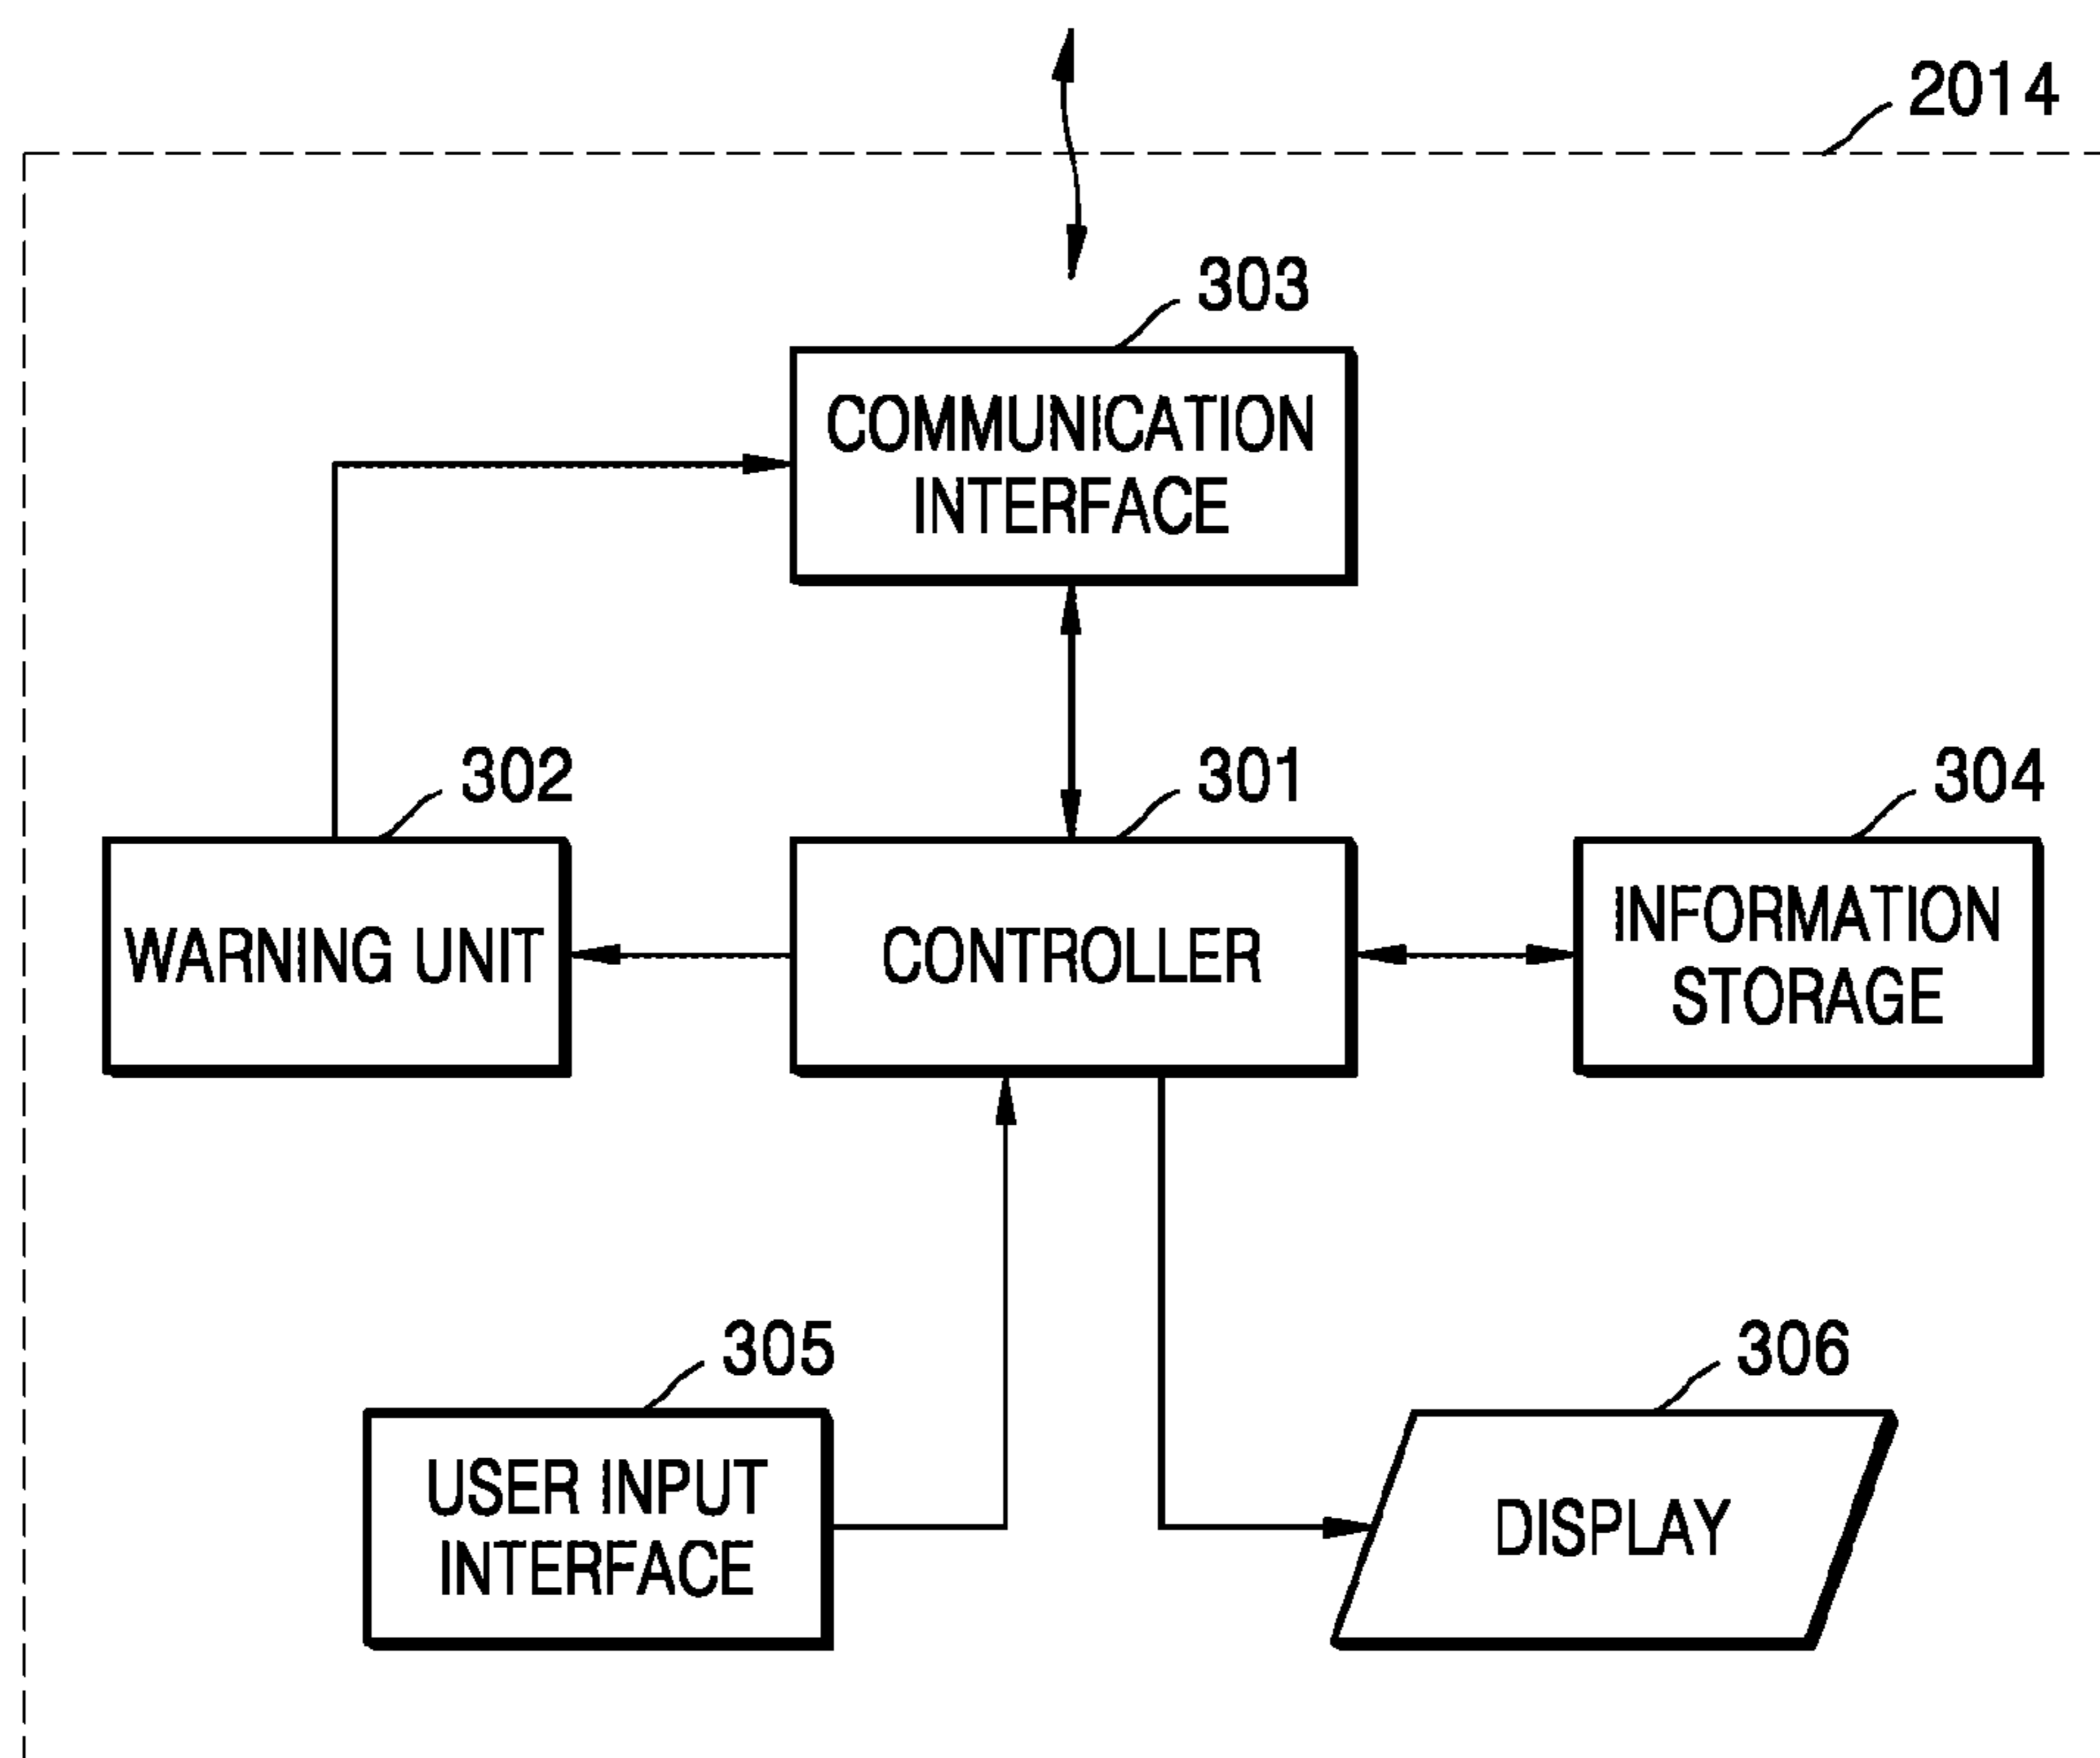 2014
303
COMMUNICATION
INTERFACE
302
301
304
WARNING UNIT
CONTROLLER
INFORMATION
STORAGE
305
306
USER INPUT
INTERFACE
DISPLAY